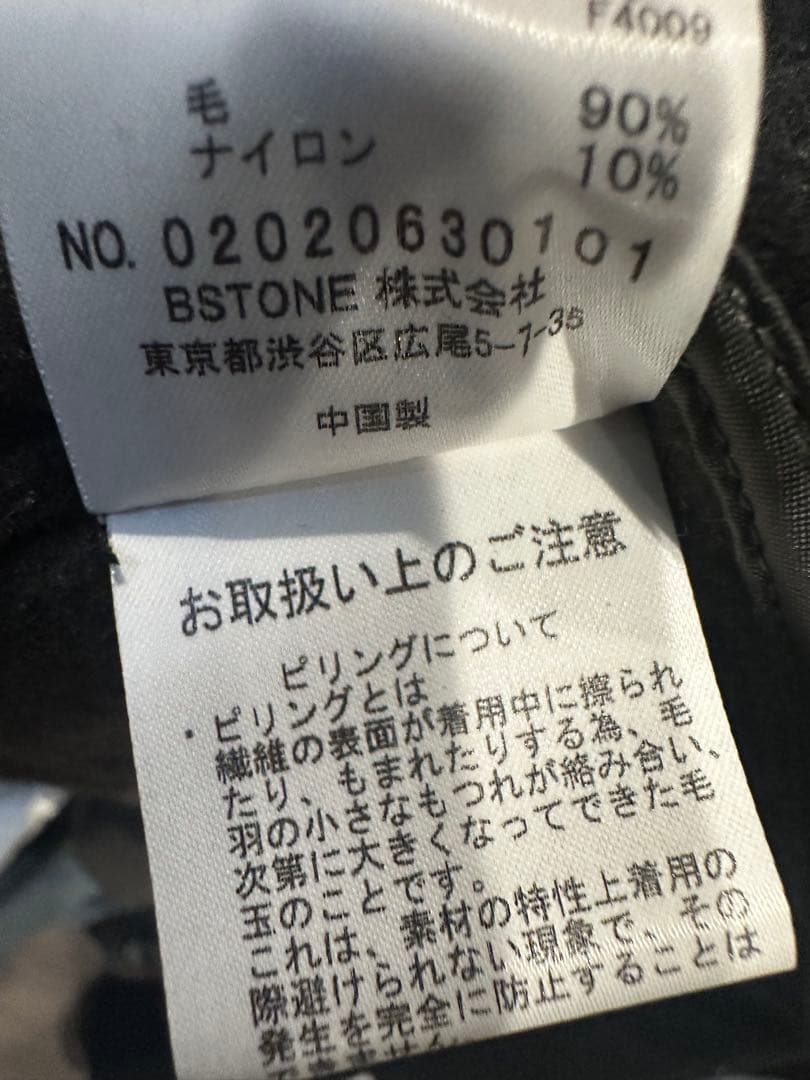 F4009
毛 90%
ナイロン 10%
NO. 02020630101
BSTONE 株式会社
東京都渋谷区広尾5-1-35
中国製
お取扱い上のご注意
ピリングについて
・ピリングとは
繊維の表面が着用中に擦られ
たり、もまれたりする為、毛
羽の小さなもつれが絡み合い、
次第に大きくなってできた毛
玉のことです。
これは、素材の特性上着用の
際避けられない現象で、その
発生を完全に防止することは